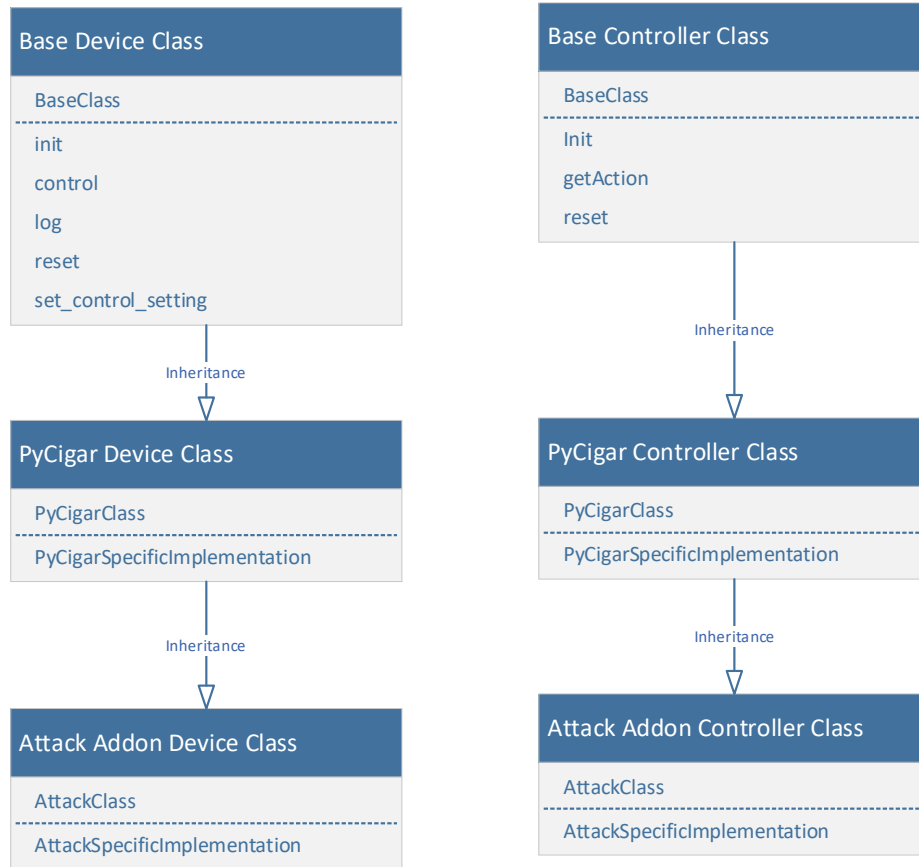 Base Device Class
BaseClass
init
control
log
reset
set_control_setting
Inheritance
PyCigar Device Class
PyCigarClass
PyCigarSpecificImplementation
Inheritance
Attack Addon Device Class
AttackClass
AttackSpecificImplementation
Base Controller Class
BaseClass
Init
getAction
reset
Inheritance
PyCigar Controller Class
PyCigarClass
PyCigarSpecificImplementation
Inheritance
Attack Addon Controller Class
AttackClass
AttackSpecificImplementation